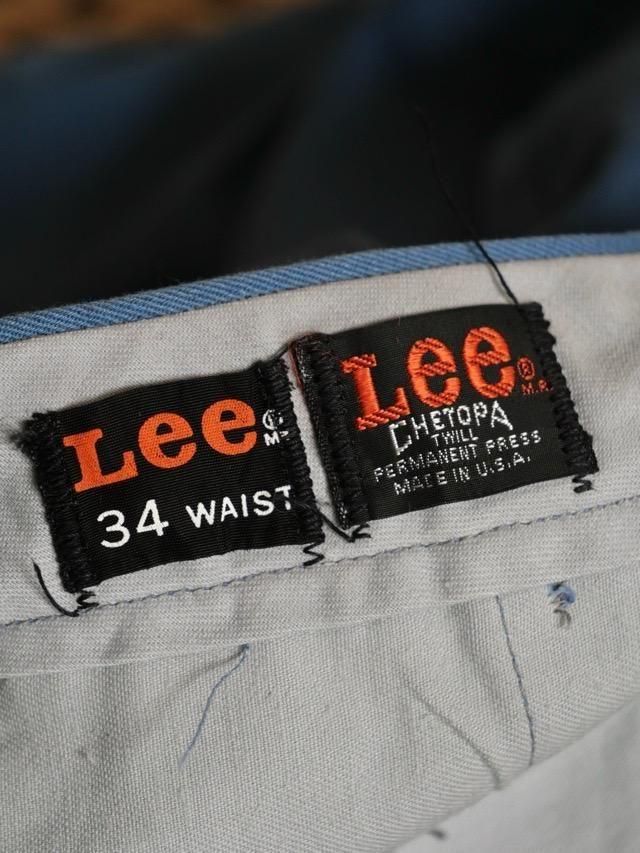 Lee
34 WAIST
Lee ® M.R.
CHETOPA
TWILL
PERMANENT PRESS
MADE IN U.S.A.